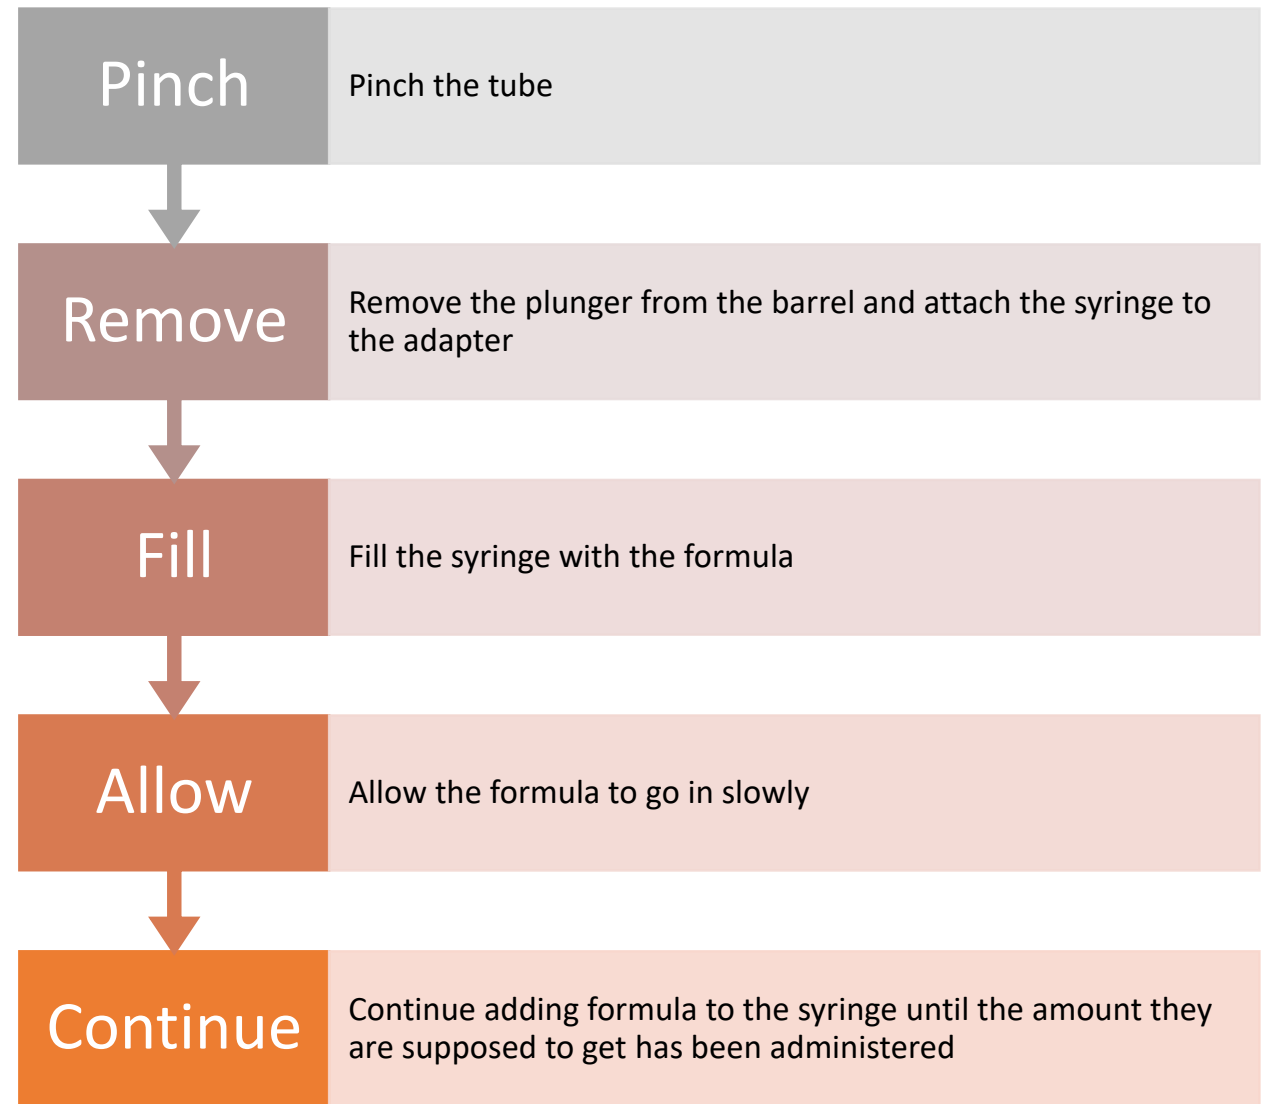 Pinch
Pinch the tube
Remove
Remove the plunger from the barrel and attach the syringe to
the adapter
Fill
Fill the syringe with the formula
Allow
Allow the formula to go in slowly
Continue
Continue adding formula to the syringe until the amount they
are supposed to get has been administered